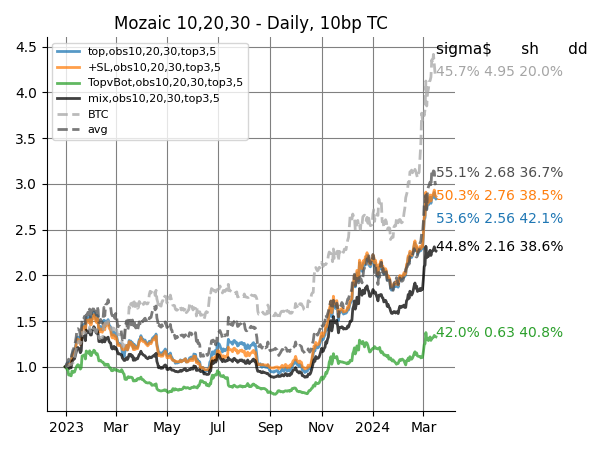 Mozaic 10,20,30 - Daily, 10bp TC
sigma$ sh dd
top,obs10,20,30,top3,5
+SL,obs10,20,30,top3,5
TopvBot,obs10,20,30,top3,5
mix,obs10,20,30,top3,5
BTC
avg
45.7% 4.95 20.0%
55.1% 2.68 36.7%
50.3% 2.76 38.5%
53.6% 2.56 42.1%
44.8% 2.16 38.6%
42.0% 0.63 40.8%
4.5
4.0
3.5
3.0
2.5
2.0
1.5
1.0
2023 Mar May Jul Sep Nov 2024 Mar